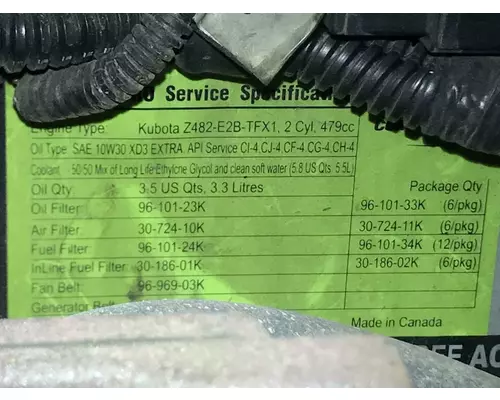 Service Specifica
Engine Type: Kubota Z482-E2B-TFX1, 2 Cyl, 479cc
Oil Type SAE 10W30 XD3 EXTRA API Service CI-4,CJ-4 CF-4,CG-4,CH-4
Coolant 50:50 Mix of Long Life Ethylcne Glycol and clean soft water (5.8 US Qts, 5.5L)
Oil Qty: 3.5 US Qts, 3.3 Litres Package Qty
Oil Filter: 96-101-23K 96-101-33K (6/pkg)
Air Filter: 30-724-10K 30-724-11K (6/pkg)
Fuel Filter: 96-101-24K 96-101-34K (12/pkg)
InLine Fuel Filter: 30-186-01K 30-186-02K (6/pkg)
Fan Belt: 96-969-03K
Generator Belt
Made in Canada